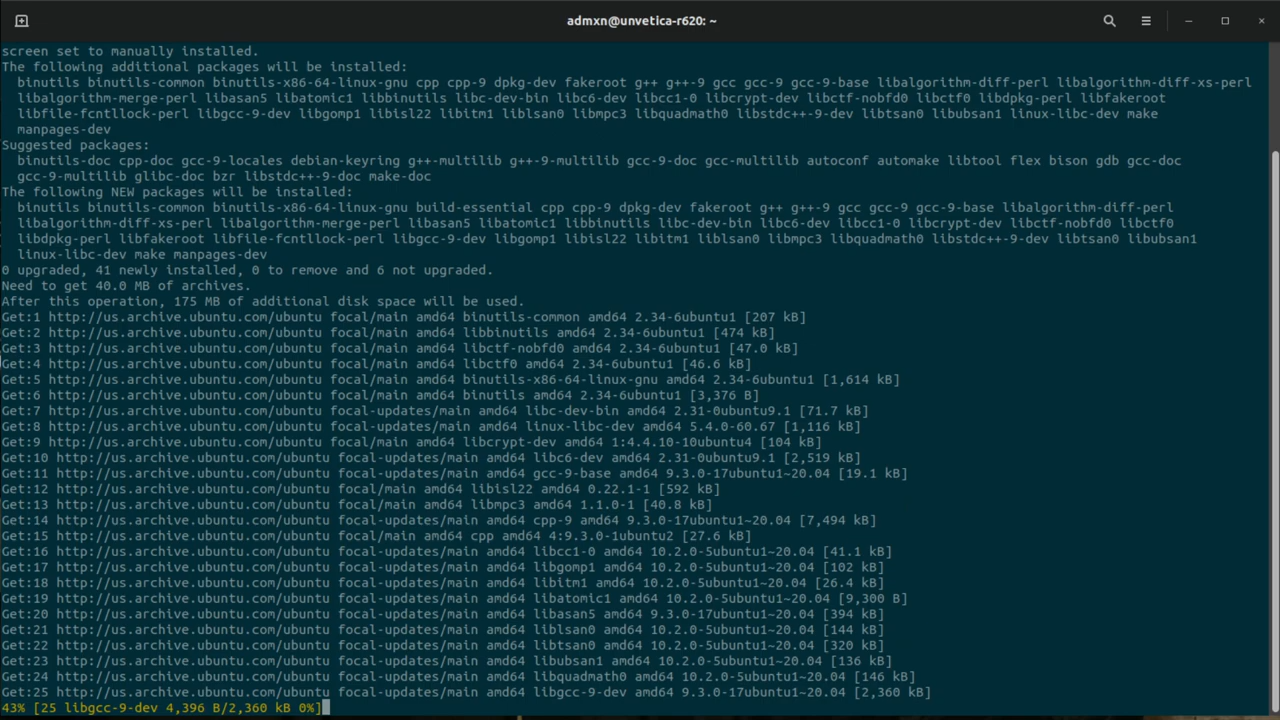 admxn@unvetica-r620: ~
screen set to manually installed.
The following additional packages will be installed:
binutils binutils-common binutils-x86-64-linux-gnu cpp cpp-9 dpkg-dev fakeroot g++ g++-9 gcc gcc-9 gcc-9-base libalgorithm-diff-perl libalgorithm-diff-xs-perl
libalgorithm-merge-perl libasan5 libatomic1 libbinutils libc-dev-bin libc6-dev libcc1-0 libcrypt-dev libctf-nobfd0 libctf0 libdpkg-perl libfakeroot
libfile-fcntllock-perl libgcc-9-dev libgomp1 libisl22 libitm1 liblsan0 libmpc3 libquadmath0 libstdc++-9-dev libtsan0 libubsan1 linux-libc-dev make
manpages-dev
Suggested packages:
binutils-doc cpp-doc gcc-9-locales debian-keyring g++-multilib g++-9-multilib gcc-9-doc gcc-multilib autoconf automake libtool flex bison gdb gcc-doc
gcc-9-multilib glibc-doc bzr libstdc++-9-doc make-doc
The following NEW packages will be installed:
binutils binutils-common binutils-x86-64-linux-gnu build-essential cpp cpp-9 dpkg-dev fakeroot g++ g++-9 gcc gcc-9 gcc-9-base libalgorithm-diff-perl
libalgorithm-diff-xs-perl libalgorithm-merge-perl libasan5 libatomic1 libbinutils libc-dev-bin libc6-dev libcc1-0 libcrypt-dev libctf-nobfd0 libctf0
libdpkg-perl libfakeroot libfile-fcntllock-perl libgcc-9-dev libgomp1 libisl22 libitm1 liblsan0 libmpc3 libquadmath0 libstdc++-9-dev libtsan0 libubsan1
linux-libc-dev make manpages-dev
0 upgraded, 41 newly installed, 0 to remove and 6 not upgraded.
Need to get 40.0 MB of archives.
After this operation, 175 MB of additional disk space will be used.
Get:1 http://us.archive.ubuntu.com/ubuntu focal/main amd64 binutils-common amd64 2.34-6ubuntu1 [207 kB]
Get:2 http://us.archive.ubuntu.com/ubuntu focal/main amd64 libbinutils amd64 2.34-6ubuntu1 [474 kB]
Get:3 http://us.archive.ubuntu.com/ubuntu focal/main amd64 libctf-nobfd0 amd64 2.34-6ubuntu1 [47.0 kB]
Get:4 http://us.archive.ubuntu.com/ubuntu focal/main amd64 libctf0 amd64 2.34-6ubuntu1 [46.6 kB]
Get:5 http://us.archive.ubuntu.com/ubuntu focal/main amd64 binutils-x86-64-linux-gnu amd64 2.34-6ubuntu1 [1,614 kB]
Get:6 http://us.archive.ubuntu.com/ubuntu focal/main amd64 binutils amd64 2.34-6ubuntu1 [3,376 B]
Get:7 http://us.archive.ubuntu.com/ubuntu focal-updates/main amd64 libc-dev-bin amd64 2.31-0ubuntu9.1 [71.7 kB]
Get:8 http://us.archive.ubuntu.com/ubuntu focal-updates/main amd64 linux-libc-dev amd64 5.4.0-60.67 [1,116 kB]
Get:9 http://us.archive.ubuntu.com/ubuntu focal/main amd64 libcrypt-dev amd64 1:4.4.10-10ubuntu4 [104 kB]
Get:10 http://us.archive.ubuntu.com/ubuntu focal-updates/main amd64 libc6-dev amd64 2.31-0ubuntu9.1 [2,519 kB]
Get:11 http://us.archive.ubuntu.com/ubuntu focal-updates/main amd64 gcc-9-base amd64 9.3.0-17ubuntu1~20.04 [19.1 kB]
Get:12 http://us.archive.ubuntu.com/ubuntu focal/main amd64 libisl22 amd64 0.22.1-1 [592 kB]
Get:13 http://us.archive.ubuntu.com/ubuntu focal/main amd64 libmpc3 amd64 1.1.0-1 [40.8 kB]
Get:14 http://us.archive.ubuntu.com/ubuntu focal-updates/main amd64 cpp-9 amd64 9.3.0-17ubuntu1~20.04 [7,494 kB]
Get:15 http://us.archive.ubuntu.com/ubuntu focal/main amd64 cpp amd64 4:9.3.0-1ubuntu2 [27.6 kB]
Get:16 http://us.archive.ubuntu.com/ubuntu focal-updates/main amd64 libcc1-0 amd64 10.2.0-5ubuntu1~20.04 [41.1 kB]
Get:17 http://us.archive.ubuntu.com/ubuntu focal-updates/main amd64 libgomp1 amd64 10.2.0-5ubuntu1~20.04 [102 kB]
Get:18 http://us.archive.ubuntu.com/ubuntu focal-updates/main amd64 libitm1 amd64 10.2.0-5ubuntu1~20.04 [26.4 kB]
Get:19 http://us.archive.ubuntu.com/ubuntu focal-updates/main amd64 libatomic1 amd64 10.2.0-5ubuntu1~20.04 [9,300 B]
Get:20 http://us.archive.ubuntu.com/ubuntu focal-updates/main amd64 libasan5 amd64 9.3.0-17ubuntu1~20.04 [394 kB]
Get:21 http://us.archive.ubuntu.com/ubuntu focal-updates/main amd64 liblsan0 amd64 10.2.0-5ubuntu1~20.04 [144 kB]
Get:22 http://us.archive.ubuntu.com/ubuntu focal-updates/main amd64 libtsan0 amd64 10.2.0-5ubuntu1~20.04 [320 kB]
Get:23 http://us.archive.ubuntu.com/ubuntu focal-updates/main amd64 libubsan1 amd64 10.2.0-5ubuntu1~20.04 [136 kB]
Get:24 http://us.archive.ubuntu.com/ubuntu focal-updates/main amd64 libquadmath0 amd64 10.2.0-5ubuntu1~20.04 [146 kB]
Get:25 http://us.archive.ubuntu.com/ubuntu focal-updates/main amd64 libgcc-9-dev amd64 9.3.0-17ubuntu1~20.04 [2,360 kB]
43% [25 libgcc-9-dev 4,396 B/2,360 kB 0%]